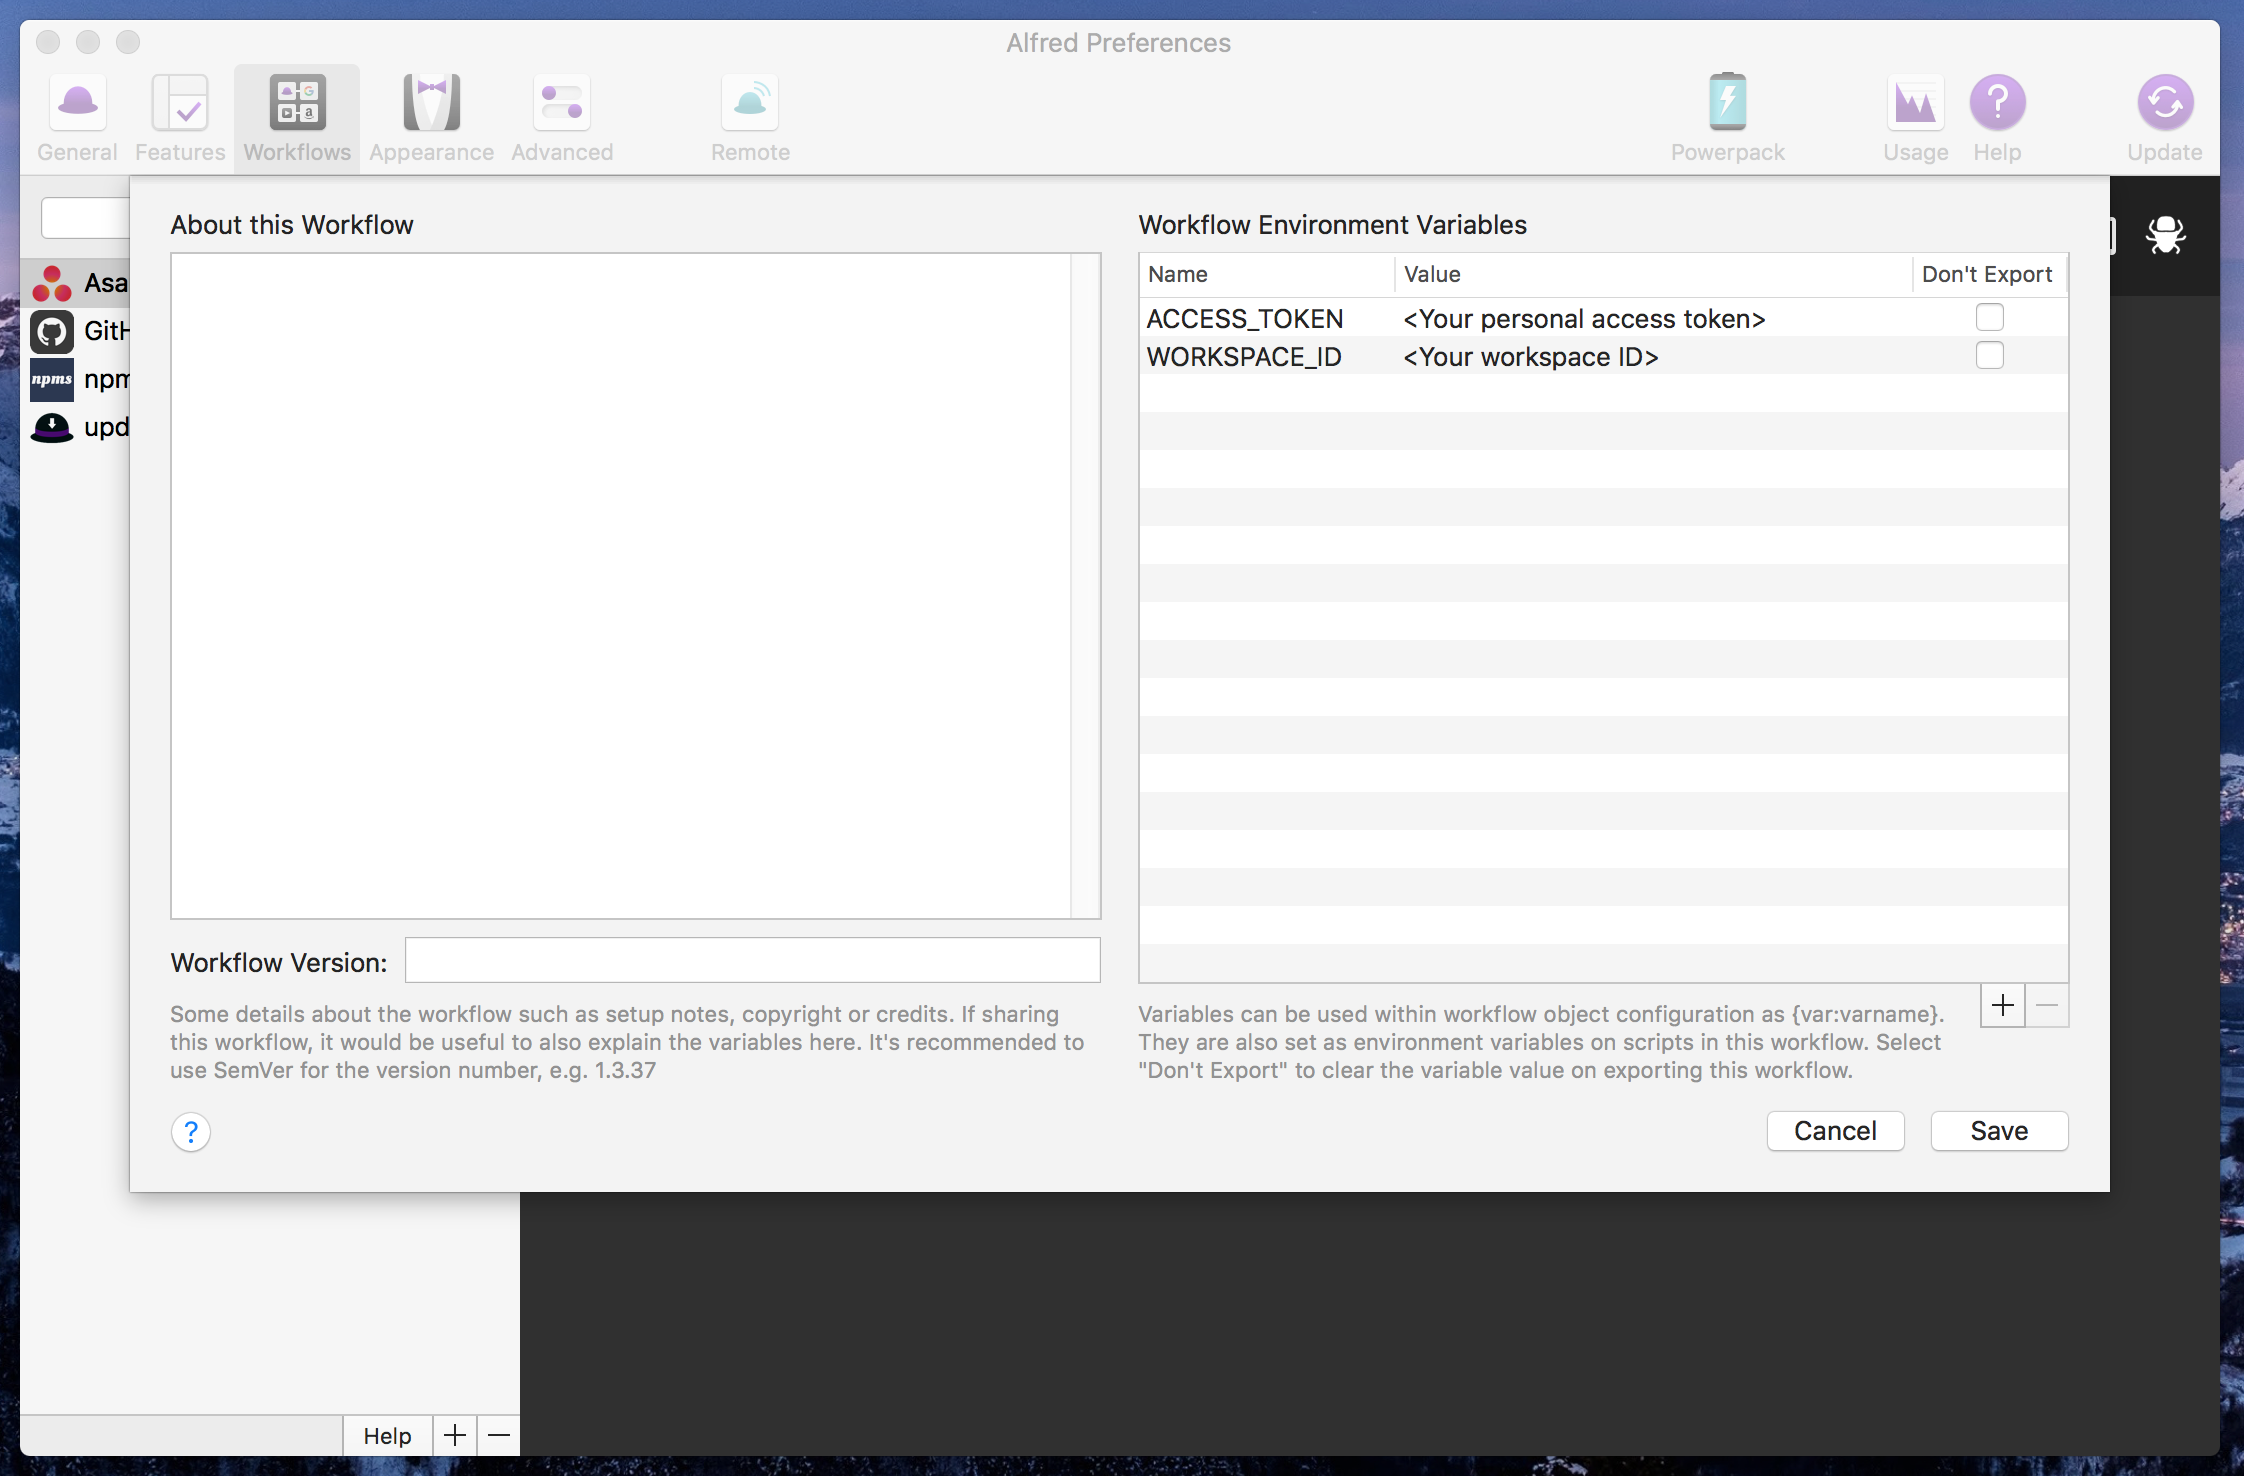 Alfred Preferences
General Features Workflows Appearance Advanced Remote Powerpack Usage Help Update
About this Workflow
Workflow Environment Variables
Name Value Don't Export
ACCESS_TOKEN <Your personal access token>
WORKSPACE_ID <Your workspace ID>
Asa
GitH
npms npm
upd
Workflow Version:
Some details about the workflow such as setup notes, copyright or credits. If sharing
this workflow, it would be useful to also explain the variables here. It's recommended to
use SemVer for the version number, e.g. 1.3.37
Variables can be used within workflow object configuration as {var:varname}.
They are also set as environment variables on scripts in this workflow. Select
"Don't Export" to clear the variable value on exporting this workflow.
?
Cancel Save
Help